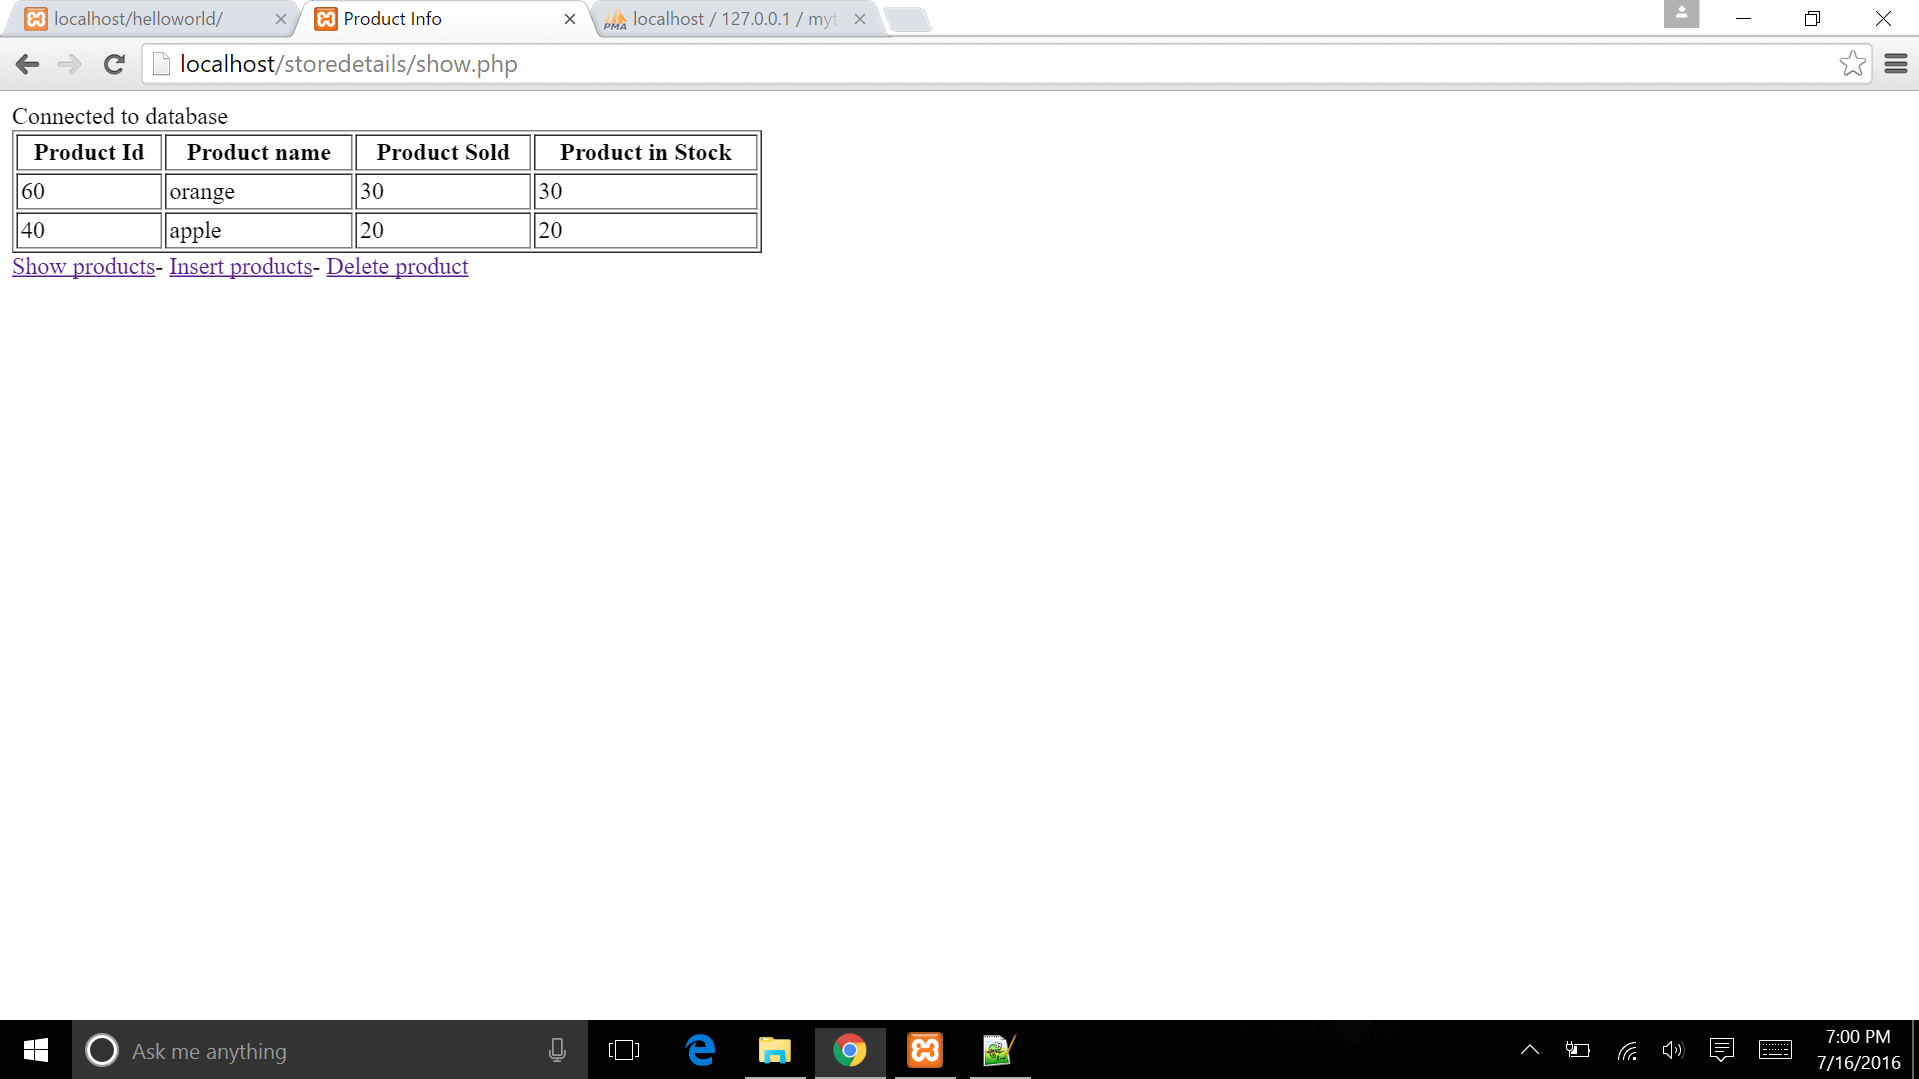 localhost/helloworld/ Product Info localhost / 127.0.0.1 / myt
localhost/storedetails/show.php
Connected to database
Product Id Product name Product Sold Product in Stock
60 orange 30 30
40 apple 20 20
Show products- Insert products- Delete product
Ask me anything
7:00 PM
7/16/2016